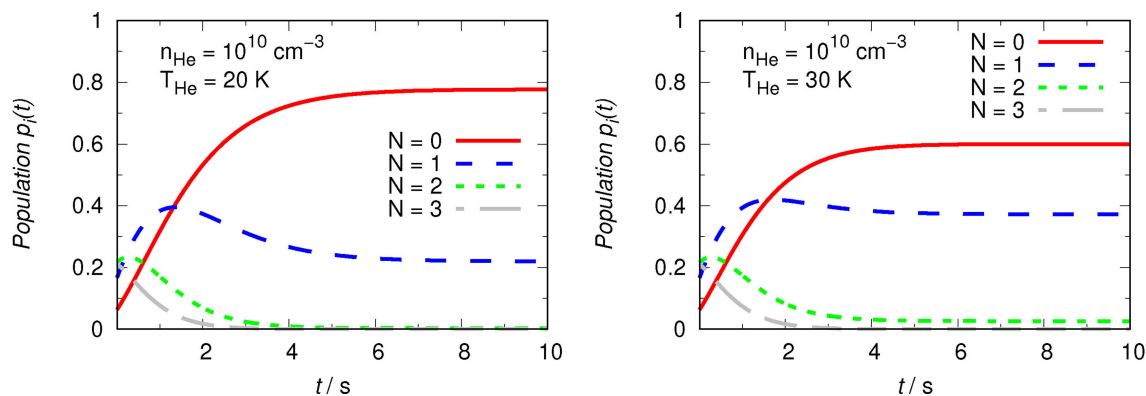 n_He = 10^10 cm^-3
T_He = 20 K
N = 0
N = 1
N = 2
N = 3
Population p_i(t)
0
0.2
0.4
0.6
0.8
1
2
4
6
8
10
t / s
n_He = 10^10 cm^-3
T_He = 30 K
N = 0
N = 1
N = 2
N = 3
Population p_i(t)
0
0.2
0.4
0.6
0.8
1
2
4
6
8
10
t / s